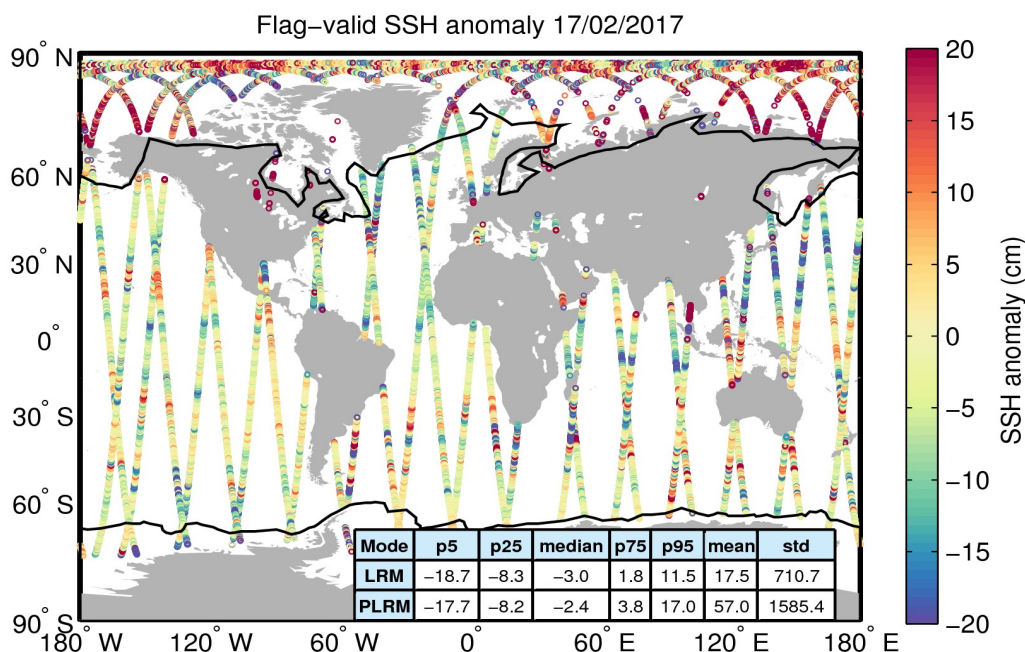 Flag−valid SSH anomaly 17/02/2017
90° N
60° N
30° N
0°
30° S
60° S
90° S
180° W
120° W
60° W
0°
60° E
120° E
180° E
Mode p5 p25 median p75 p95 mean std
LRM −18.7 −8.3 −3.0 1.8 11.5 17.5 710.7
PLRM −17.7 −8.2 −2.4 3.8 17.0 57.0 1585.4
20
15
10
5
0
−5
−10
−15
−20
SSH anomaly (cm)